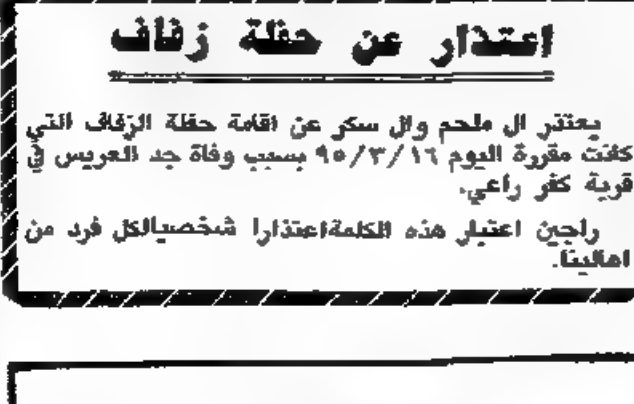 اعتذار عن حفلة زفاف
يعتذر ال ملحم وال سكر عن اقامة حفلة الزفاف التي
كانت مقررة اليوم ٩٥/٣/١٦ بسبب وفاة جد العريس في
قرية كفر راعي.
راجين اعتبار هذه الكلمةاعتذارا شخصيالكل فرد من
اهالينا.